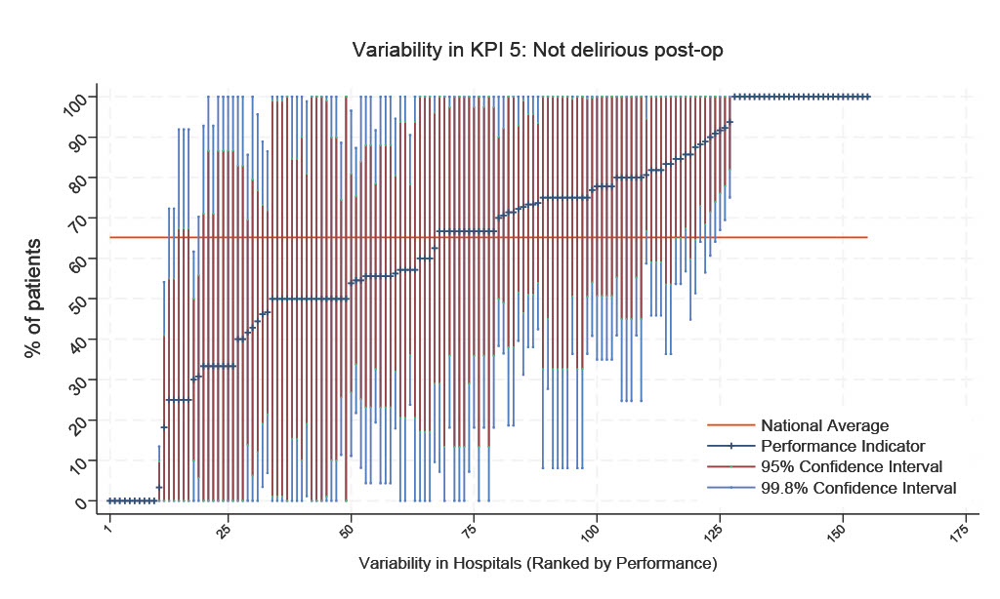 Variability in KPI 5: Not delirious post-op
% of patients
100
90
80
70
60
50
40
30
20
10
0
National Average
Performance Indicator
95% Confidence Interval
99.8% Confidence Interval
1
25
50
75
100
125
150
175
Variability in Hospitals (Ranked by Performance)